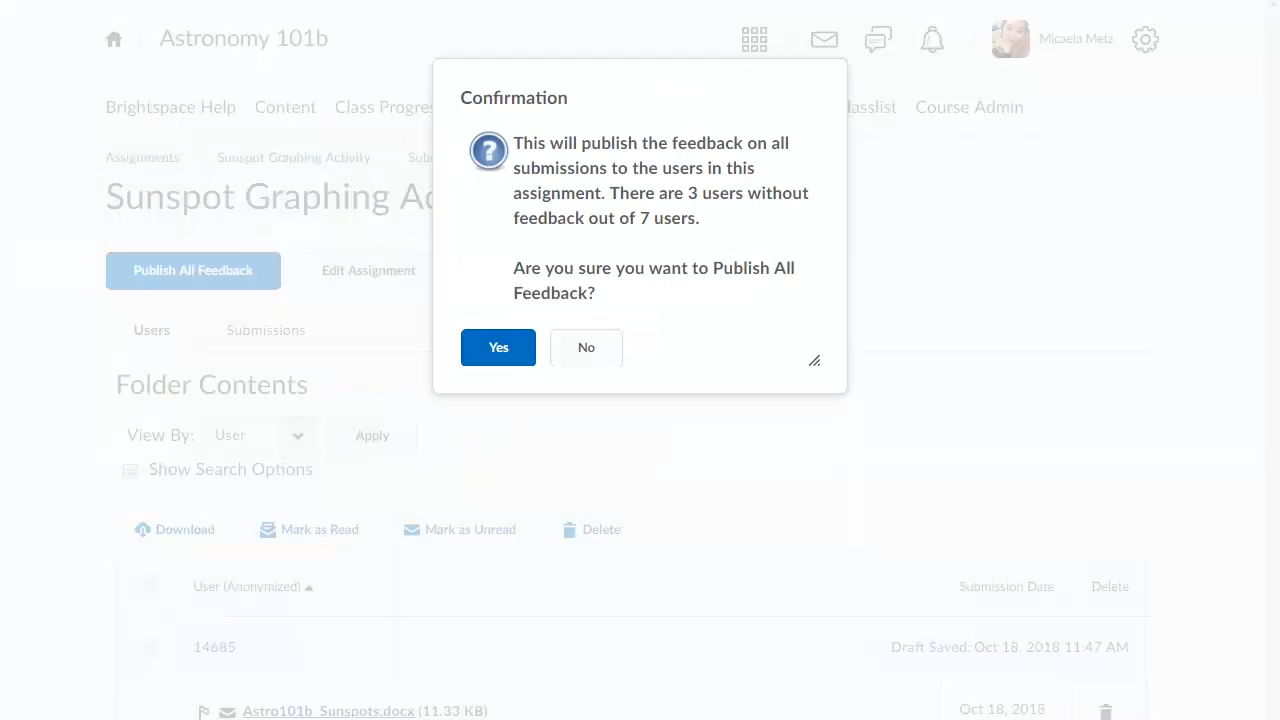 Astronomy 101b
Micaela Metz
Confirmation
Brightspace Help Content Class Progres lasslist Course Admin
This will publish the feedback on all
submissions to the users in this
assignment. There are 3 users without
feedback out of 7 users.
Are you sure you want to Publish All
Feedback?
Yes No
Assignments Sunspot Graphing Activity Sub
Sunspot Graphing Ac
Publish All Feedback Edit Assignment
Users Submissions
Folder Contents
View By: User Apply
Show Search Options
Download Mark as Read Mark as Unread Delete
User (Anonymized) Submission Date Delete
14685 Draft Saved: Oct 18, 2018 11:47 AM
Astro101b_Sunspots.docx (11.33 KB) Oct 18, 2018